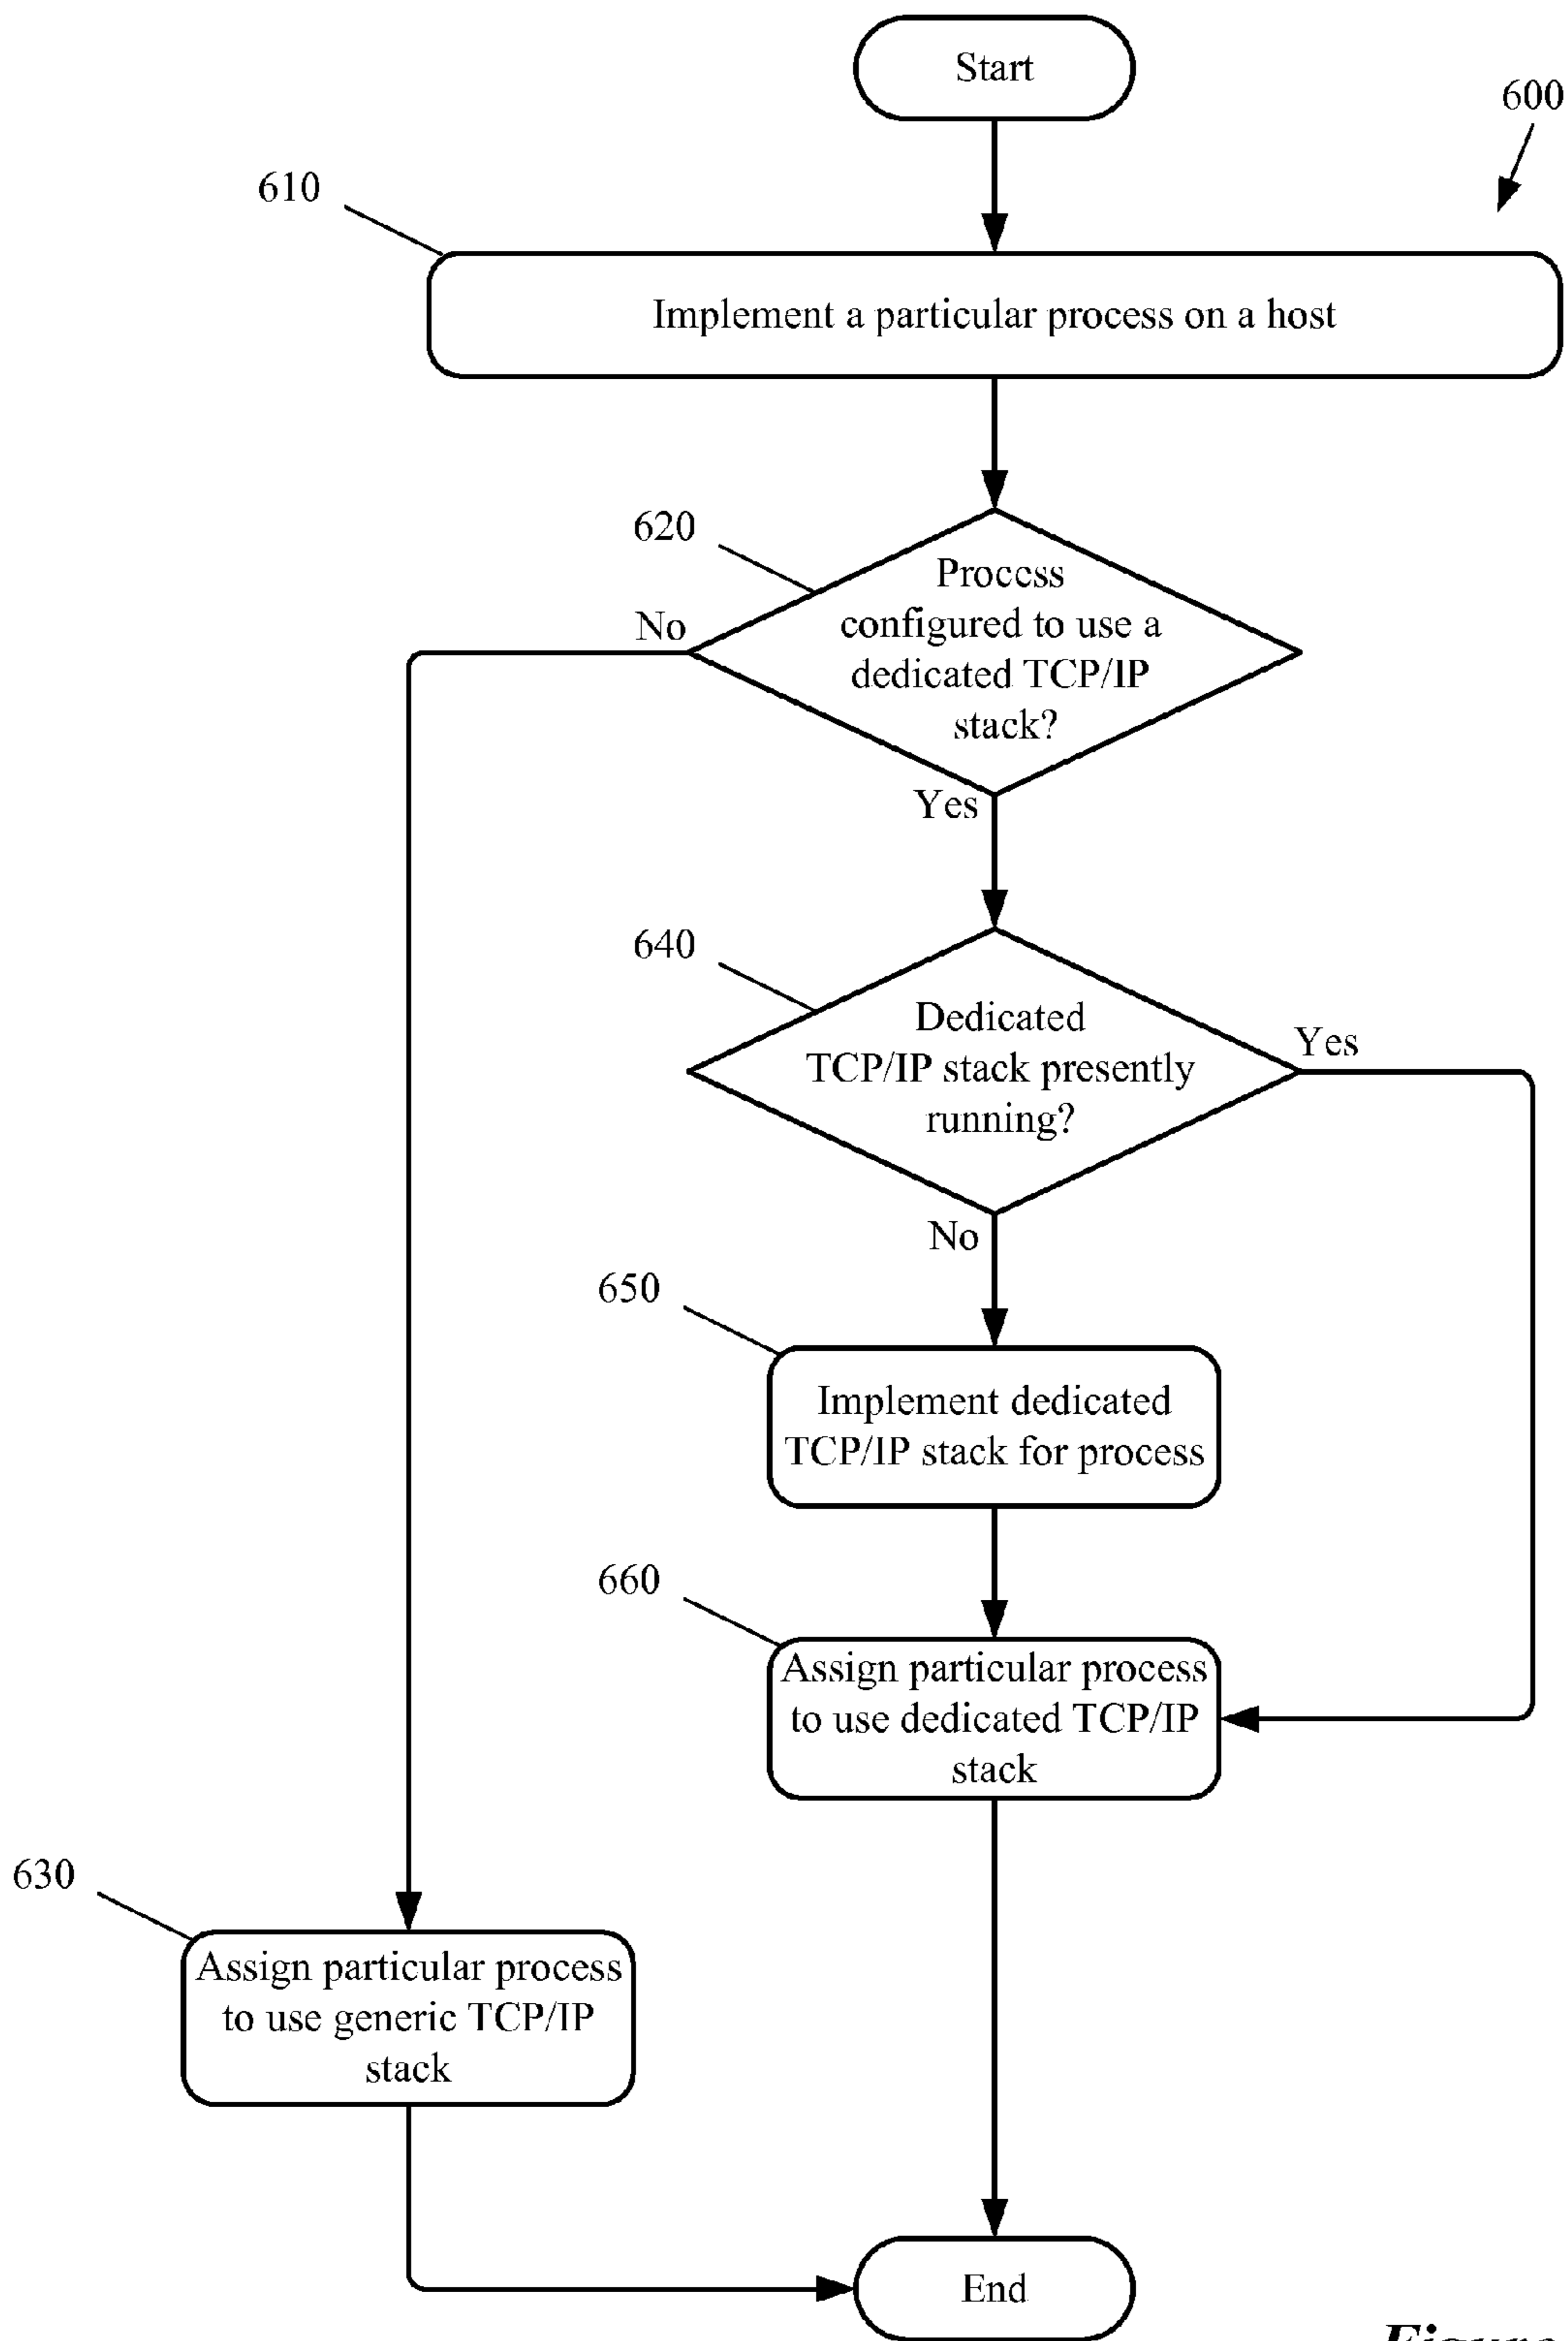 Start
600
610
Implement a particular process on a host
620
Process
configured to use a
dedicated TCP/IP
stack?
No
Yes
640
Dedicated
TCP/IP stack presently
running?
Yes
No
650
Implement dedicated
TCP/IP stack for process
660
Assign particular process
to use dedicated TCP/IP
stack
630
Assign particular process
to use generic TCP/IP
stack
End
Figure